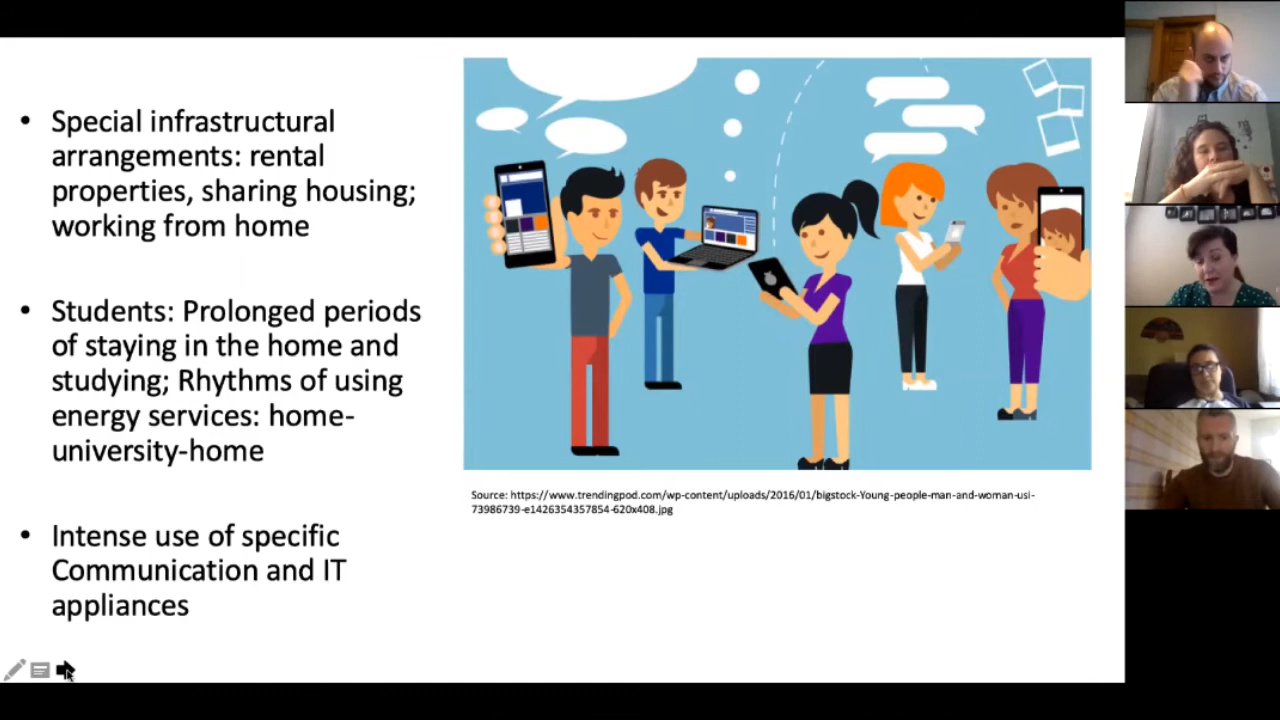 • Special infrastructural
arrangements: rental
properties, sharing housing;
working from home
• Students: Prolonged periods
of staying in the home and
studying; Rhythms of using
energy services: home-
university-home
• Intense use of specific
Communication and IT
appliances
Source: https://www.trendingpod.com/wp-content/uploads/2016/01/bigstock-Young-people-man-and-woman-usi-
73986739-e1426354357854-620x408.jpg